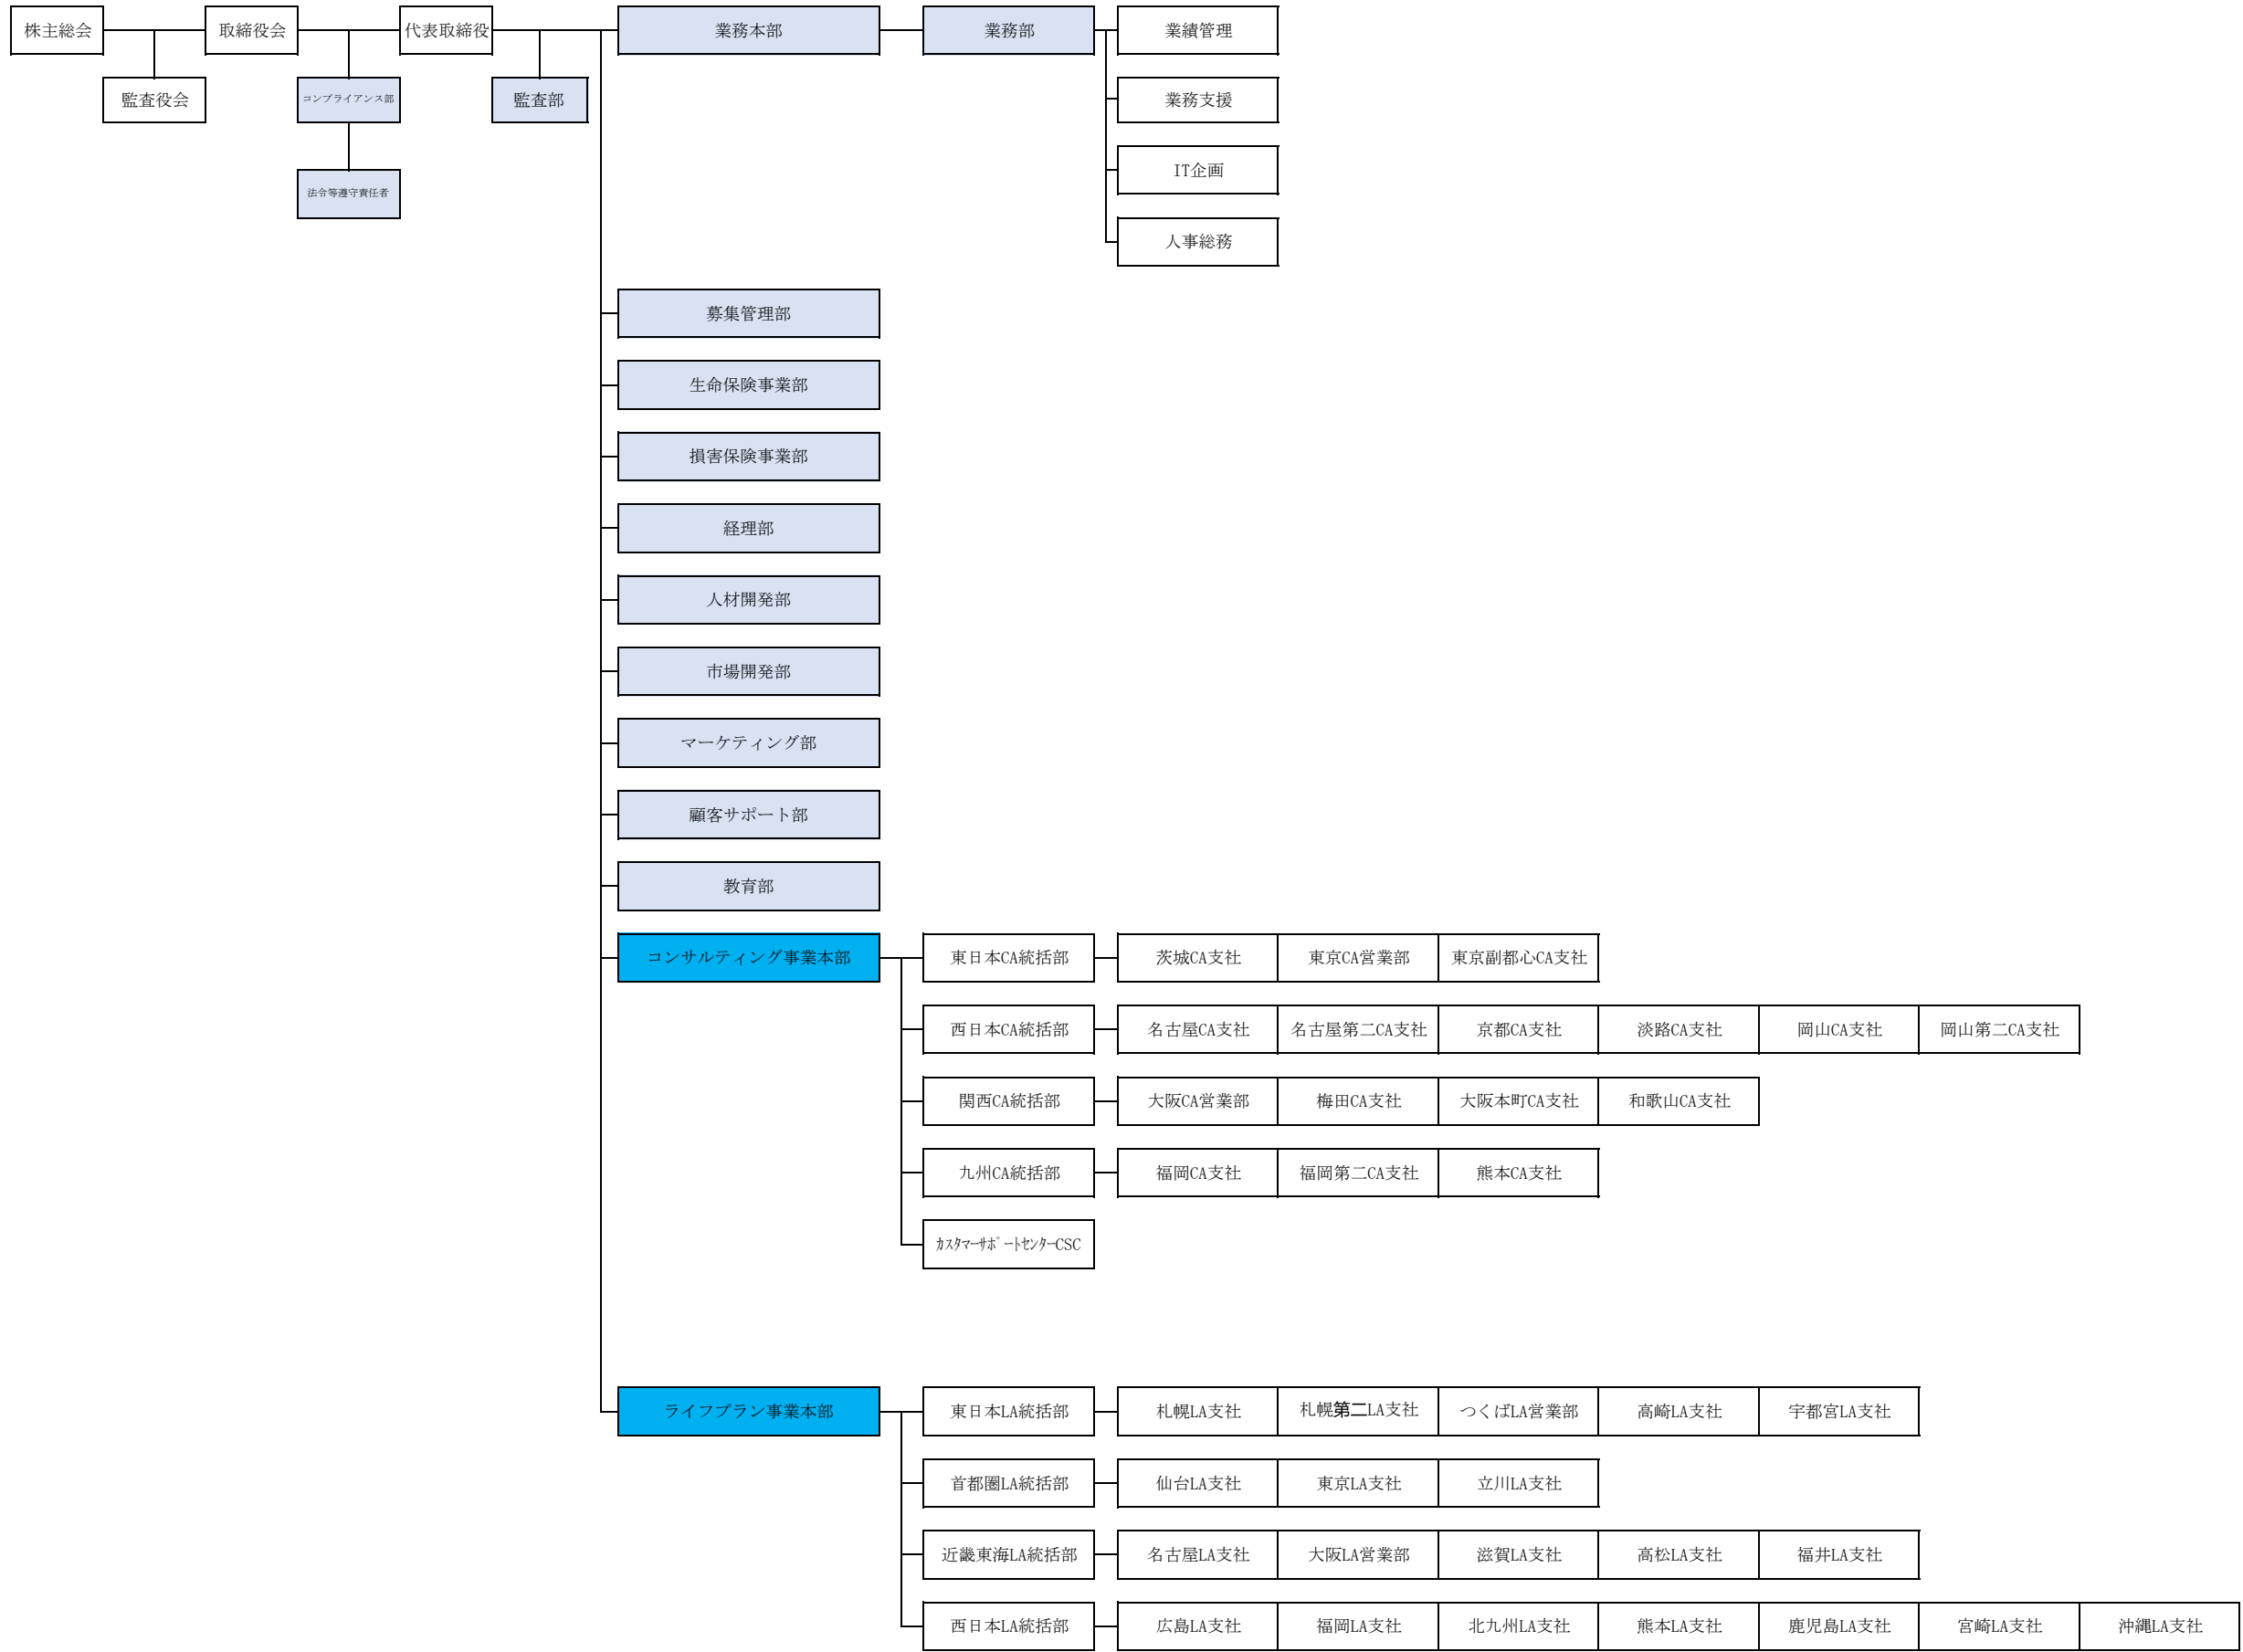 株主総会
取締役会
代表取締役
業務本部
業務部
業績管理
監査役会
コンプライアンス部
監査部
業務支援
IT企画
法令等遵守責任者
人事総務
募集管理部
生命保険事業部
損害保険事業部
経理部
人材開発部
市場開発部
マーケティング部
顧客サポート部
教育部
コンサルティング事業本部
東日本CA統括部
茨城CA支社
東京CA営業部
東京副都心CA支社
西日本CA統括部
名古屋CA支社
名古屋第二CA支社
京都CA支社
淡路CA支社
岡山CA支社
岡山第二CA支社
関西CA統括部
大阪CA営業部
梅田CA支社
大阪本町CA支社
和歌山CA支社
九州CA統括部
福岡CA支社
福岡第二CA支社
熊本CA支社
ｶｽﾀﾏｰｻﾎﾟｰﾄｾﾝﾀｰCSC
ライフプラン事業本部
東日本LA統括部
札幌LA支社
札幌第二LA支社
つくばLA営業部
高崎LA支社
宇都宮LA支社
首都圏LA統括部
仙台LA支社
東京LA支社
立川LA支社
近畿東海LA統括部
名古屋LA支社
大阪LA営業部
滋賀LA支社
高松LA支社
福井LA支社
西日本LA統括部
広島LA支社
福岡LA支社
北九州LA支社
熊本LA支社
鹿児島LA支社
宮崎LA支社
沖縄LA支社